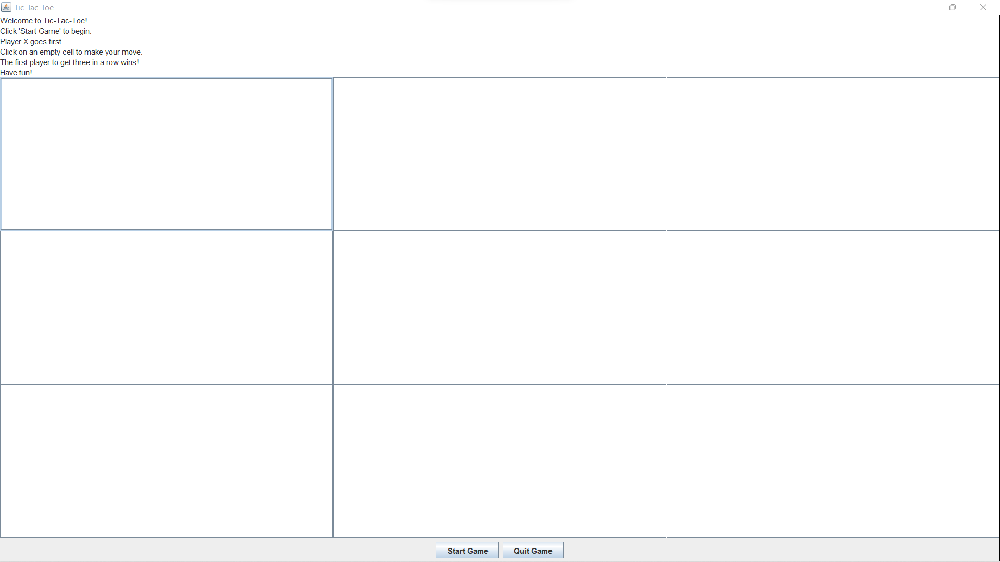 Tic-Tac-Toe
Welcome to Tic-Tac-Toe!
Click 'Start Game' to begin.
Player X goes first.
Click on an empty cell to make your move.
The first player to get three in a row wins!
Have fun!
Start Game Quit Game